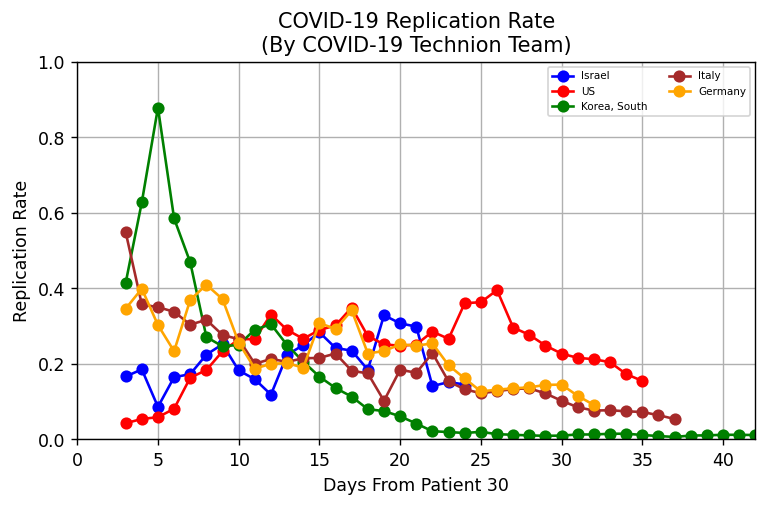 COVID-19 Replication Rate
(By COVID-19 Technion Team)
Israel
US
Korea, South
Italy
Germany
Replication Rate
1.0
0.8
0.6
0.4
0.2
0.0
0 5 10 15 20 25 30 35 40
Days From Patient 30